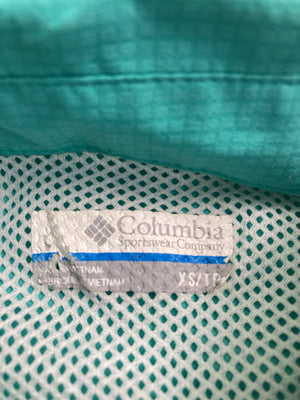 Columbia
Sportswear Company
VIETNAM
VIETNAM
XS/TP